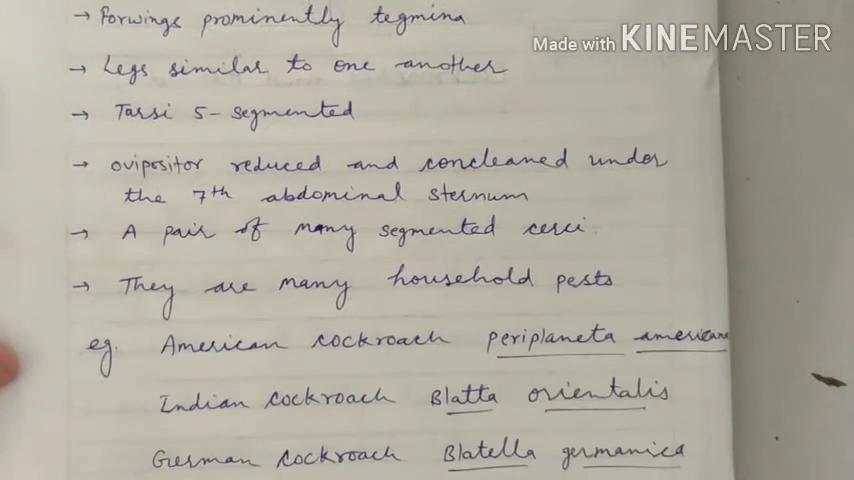 → Forwings prominently tegmina
Made with KINEMASTER
→ Legs similar to one another
→ Tarsi 5-segmented
→ ovipositor reduced and concleaned under
the 7th abdominal sternum
→ A pair of many segmented cerci.
→ They are many household pests
eg. American cockroach periplaneta americana
Indian cockroach Blatta orientalis
German cockroach Blatella germanica